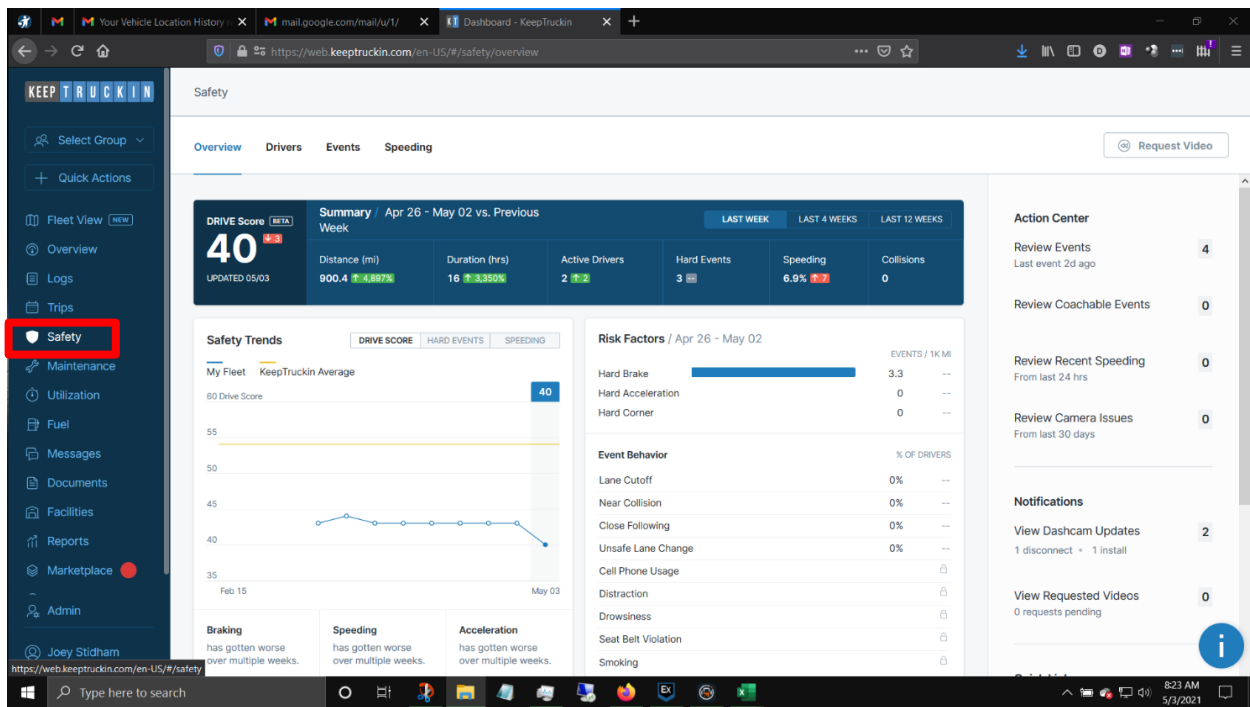 Your Vehicle Location History r
mail.google.com/mail/u/1/
Dashboard - KeepTruckin
https://web.keeptruckin.com/en-US/#/safety/overview
KEEP TRUCKIN
Select Group
Quick Actions
Fleet View NEW
Overview
Logs
Trips
Safety
Maintenance
Utilization
Fuel
Messages
Documents
Facilities
Reports
Marketplace
Admin
Joey Stidham
https://web.keeptruckin.com/en-US/#/safety
Safety
Overview Drivers Events Speeding
Request Video
DRIVE Score BETA
40 3
UPDATED 05/03
Summary / Apr 26 - May 02 vs. Previous
Week
LAST WEEK LAST 4 WEEKS LAST 12 WEEKS
Distance (mi) Duration (hrs) Active Drivers Hard Events Speeding Collisions
900.4 ↑ 4,897% 16 ↑ 3,350% 2 ↑ 2 3 -- 6.9% ↑ 7 0
Safety Trends
DRIVE SCORE HARD EVENTS SPEEDING
My Fleet KeepTruckin Average
60 Drive Score
40
55
50
45
40
35
Feb 15 May 03
Braking
has gotten worse
over multiple weeks.
Speeding
has gotten worse
over multiple weeks.
Acceleration
has gotten worse
over multiple weeks.
Risk Factors / Apr 26 - May 02
EVENTS / 1K MI
Hard Brake 3.3 --
Hard Acceleration 0 --
Hard Corner 0 --
Event Behavior % OF DRIVERS
Lane Cutoff 0% --
Near Collision 0% --
Close Following 0% --
Unsafe Lane Change 0% --
Cell Phone Usage
Distraction
Drowsiness
Seat Belt Violation
Smoking
Action Center
Review Events 4
Last event 2d ago
Review Coachable Events 0
Review Recent Speeding 0
From last 24 hrs
Review Camera Issues 0
From last 30 days
Notifications
View Dashcam Updates 2
1 disconnect • 1 install
View Requested Videos 0
0 requests pending
Type here to search
8:23 AM
5/3/2021